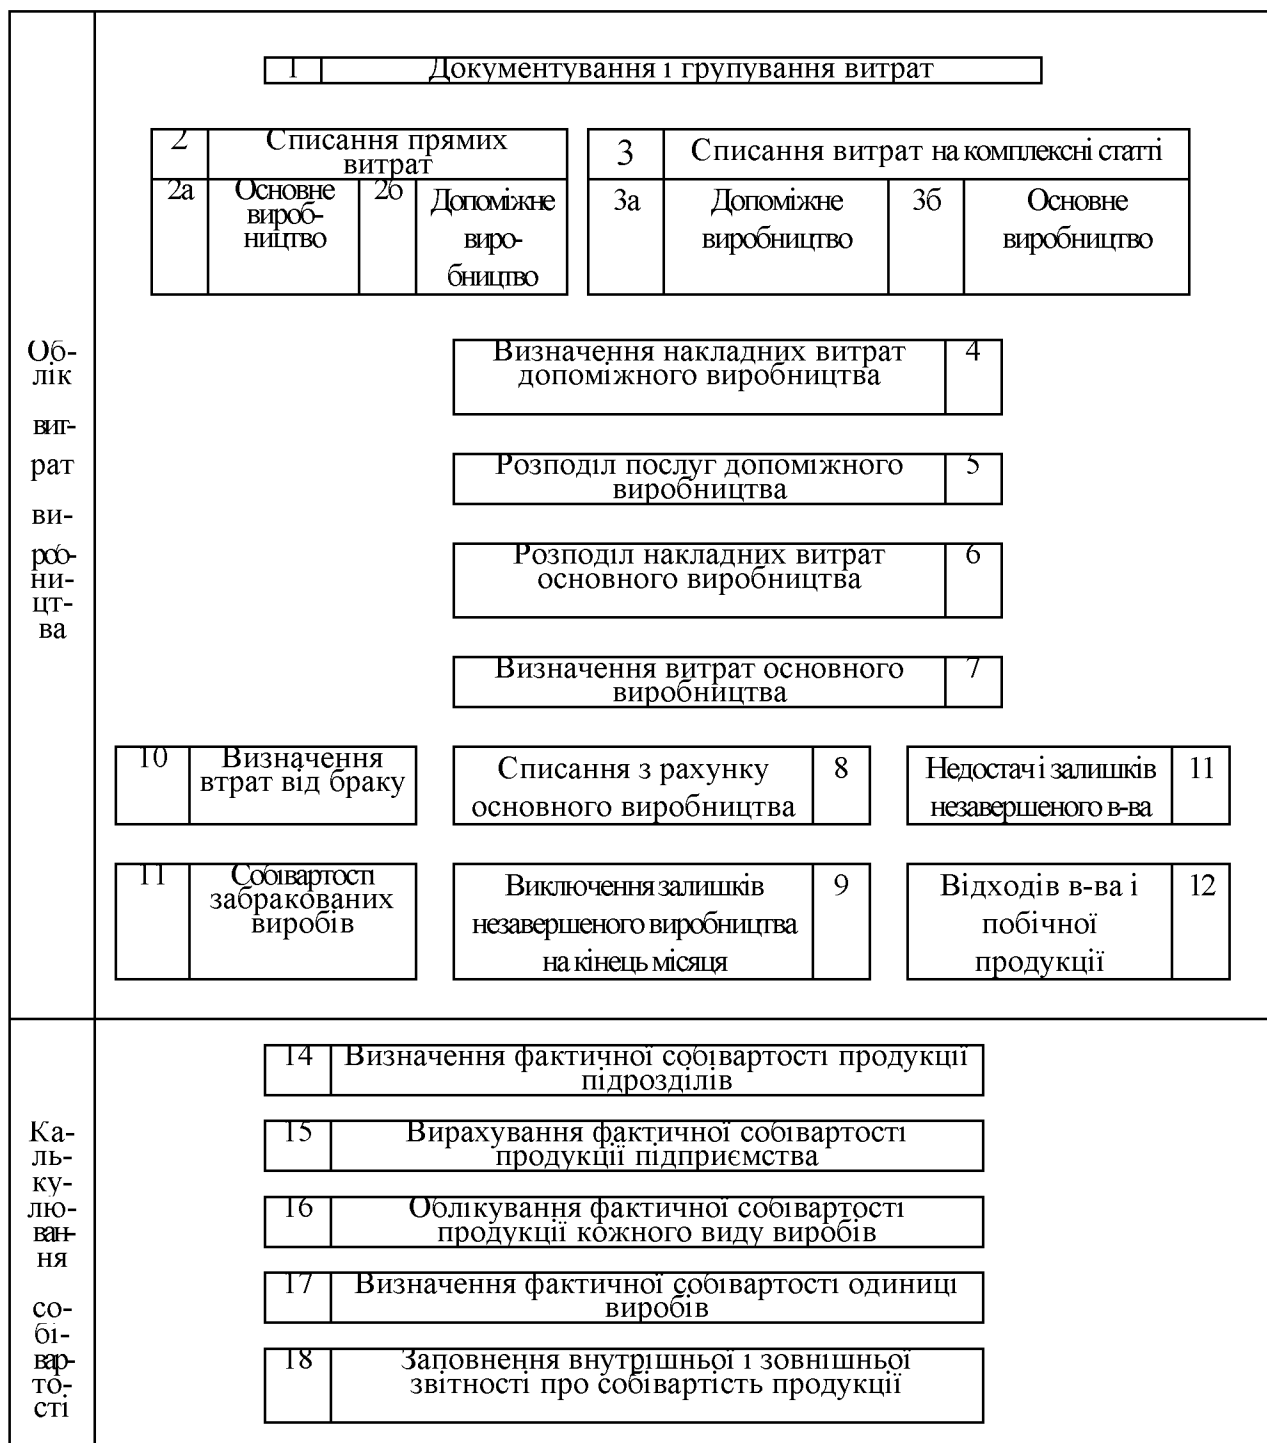 1 Документування і групування витрат
2 Списання прямих
витрат
3 Списання витрат на комплексні статті
2а Основне
вироб-
ництво
2б Допоміжне
виро-
бництво
3а Допоміжне
виробництво
3б Основне
виробництво
Об-
лік
вит-
рат
ви-
роб-
ни-
цт-
ва
Визначення накладних витрат 4
допоміжного виробництва
Розподіл послуг допоміжного 5
виробництва
Розподіл накладних витрат 6
основного виробництва
Визначення витрат основного 7
виробництва
10 Визначення
втрат від браку
Списання з рахунку 8
основного виробництва
Недостач і залишків 11
незавершеного в-ва
11 Собівартості
забракованих
виробів
Виключення залишків 9
незавершеного виробництва
на кінець місяця
Відходів в-ва і 12
побічної
продукції
Ка-
ль-
ку-
лю-
ван-
ня
со-
бі-
вар-
то-
сті
14 Визначення фактичної собівартості продукції
підрозділів
15 Вирахування фактичної собівартості
продукції підприємства
16 Облікування фактичної собівартості
продукції кожного виду виробів
17 Визначення фактичної собівартості одиниці
виробів
18 Заповнення внутрішньої і зовнішньої
звітності про собівартість продукції